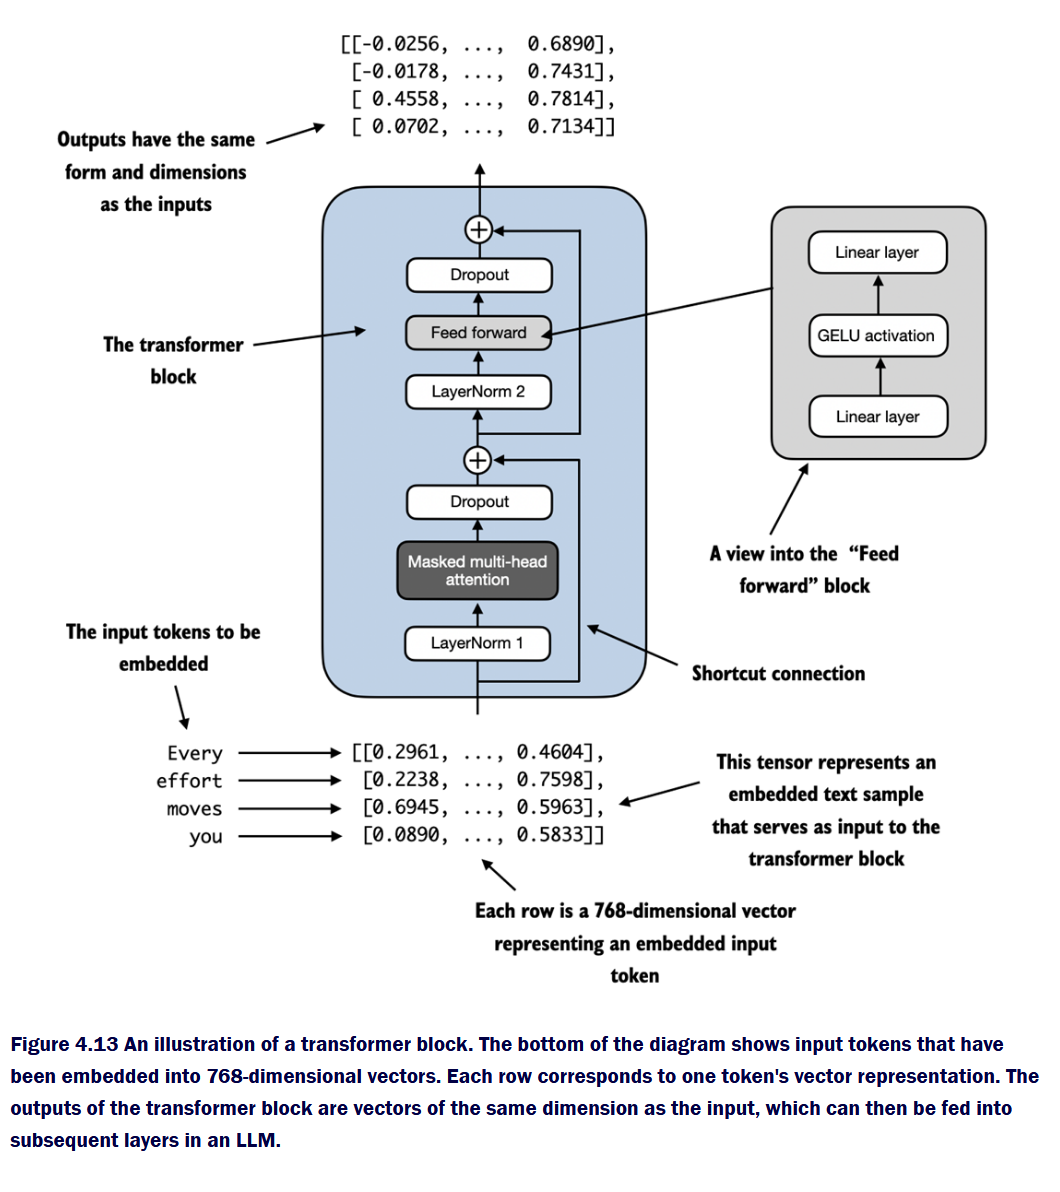 [[-0.0256, ..., 0.6890],
[-0.0178, ..., 0.7431],
[ 0.4558, ..., 0.7814],
[ 0.0702, ..., 0.7134]]
Outputs have the same
form and dimensions
as the inputs
Dropout
Feed forward
LayerNorm 2
The transformer
block
Linear layer
GELU activation
Linear layer
A view into the “Feed
forward” block
Dropout
Masked multi-head
attention
LayerNorm 1
Shortcut connection
The input tokens to be
embedded
Every [[0.2961, ..., 0.4604],
effort [0.2238, ..., 0.7598],
moves [0.6945, ..., 0.5963],
you [0.0890, ..., 0.5833]]
This tensor represents an
embedded text sample
that serves as input to the
transformer block
Each row is a 768-dimensional vector
representing an embedded input
token
Figure 4.13 An illustration of a transformer block. The bottom of the diagram shows input tokens that have
been embedded into 768-dimensional vectors. Each row corresponds to one token's vector representation. The
outputs of the transformer block are vectors of the same dimension as the input, which can then be fed into
subsequent layers in an LLM.